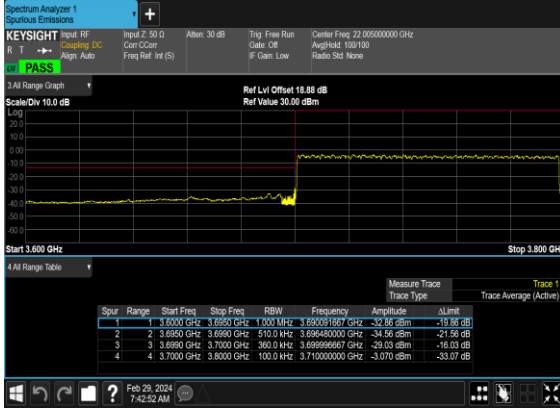 Spectrum Analyzer 1
Spurious Emissions
+
KEYSIGHT Input: RF Input Z: 50 Ω Atten: 30 dB Trig: Free Run Center Freq: 22.005000000 GHz
R T Coupling: DC Corr CCorr Gate: Off Avg|Hold: 100/100
Align: Auto Freq Ref: Int (S) IF Gain: Low Radio Std: None
PASS
3 All Range Graph
Ref Lvl Offset 18.88 dB
Scale/Div 10.0 dB Ref Value 30.00 dBm
Log
20.0
10.0
0.00
-10.0
-20.0
-30.0
-40.0
-50.0
-60.0
Start 3.600 GHz Stop 3.800 GH
4 All Range Table
Measure Trace Trace 1
Trace Type Trace Average (Active)
Spur Range Start Freq Stop Freq RBW Frequency Amplitude ΔLimit
1 1 3.6000 GHz 3.6950 GHz 1.000 MHz 3.690091667 GHz -32.86 dBm -19.86 dB
2 2 3.6950 GHz 3.6990 GHz 510.0 kHz 3.696480000 GHz -34.56 dBm -21.56 dB
3 3 3.6990 GHz 3.7000 GHz 360.0 kHz 3.699996667 GHz -29.03 dBm -16.03 dB
4 4 3.7000 GHz 3.8000 GHz 100.0 kHz 3.710000000 GHz -3.070 dBm -33.07 dB
? Feb 29, 2024
7:42:52 AM